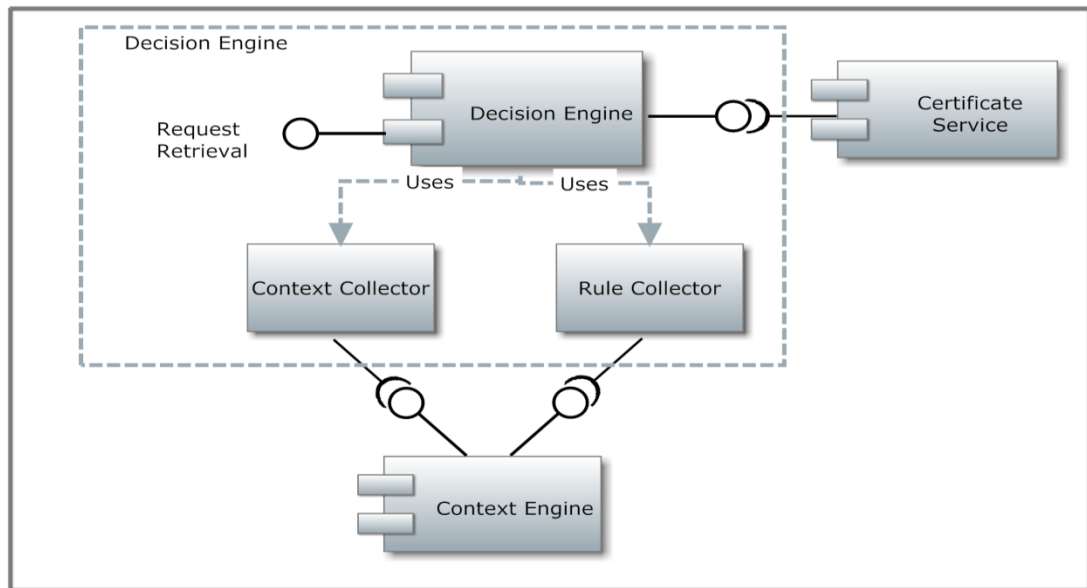 Decision Engine
Decision Engine
Certificate
Service
Request
Retrieval
Uses
Uses
Context Collector
Rule Collector
Context Engine